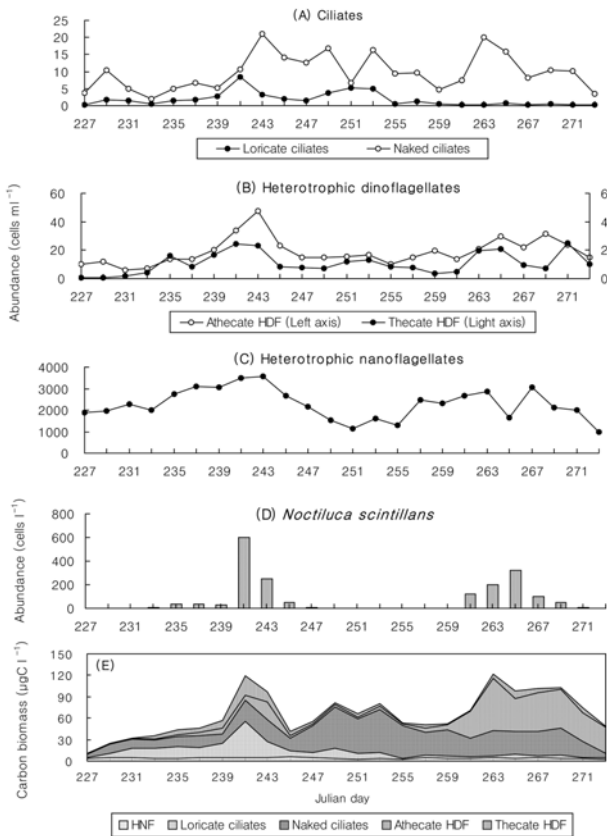 (A) Ciliates
25
20
15
10
5
0
227 231 235 239 243 247 251 255 259 263 267 271
Loricate ciliates Naked ciliates
Abundance (cells ml⁻¹)
(B) Heterotrophic dinoflagellates
60 6
40 4
20 2
0 0
227 231 235 239 243 247 251 255 259 263 267 271
Athecate HDF (Left axis) Thecate HDF (Light axis)
(C) Heterotrophic nanoflagellates
4000
3000
2000
1000
0
227 231 235 239 243 247 251 255 259 263 267 271
Abundance (cells l⁻¹)
(D) Noctiluca scintillans
800
600
400
200
0
227 231 235 239 243 247 251 255 259 263 267 271
Carbon biomass (μgC l⁻¹)
(E)
150
120
90
60
30
0
227 231 235 239 243 247 251 255 259 263 267 271
Julian day
HNF Loricate ciliates Naked ciliates Athecate HDF Thecate HDF